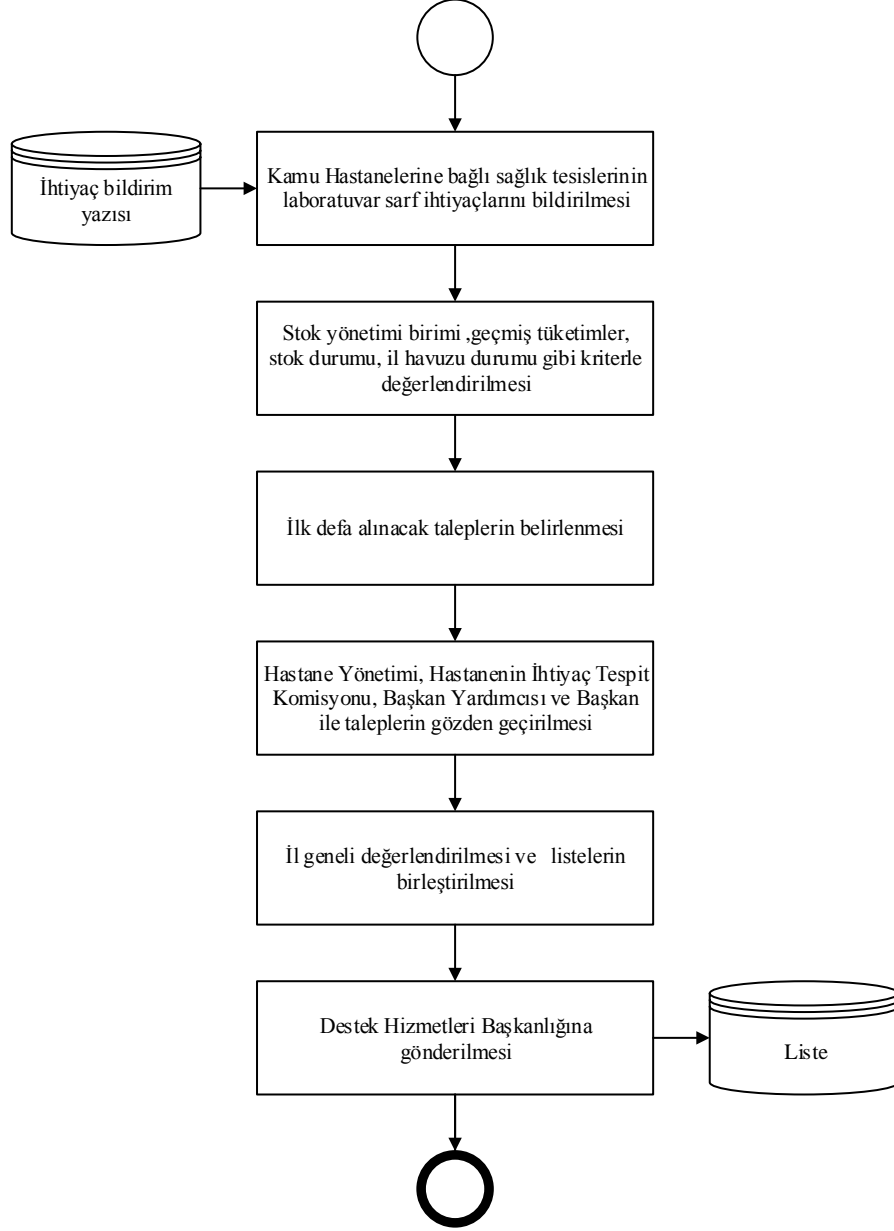 İhtiyaç bildirim
yazısı
Kamu Hastanelerine bağlı sağlık tesislerinin
laboratuvar sarf ihtiyaçlarını bildirilmesi
Stok yönetimi birimi ,geçmiş tüketimler,
stok durumu, il havuzu durumu gibi kriterle
değerlendirilmesi
İlk defa alınacak taleplerin belirlenmesi
Hastane Yönetimi, Hastanenin İhtiyaç Tespit
Komisyonu, Başkan Yardımcısı ve Başkan
ile taleplerin gözden geçirilmesi
İl geneli değerlendirilmesi ve listelerin
birleştirilmesi
Destek Hizmetleri Başkanlığına
gönderilmesi
Liste